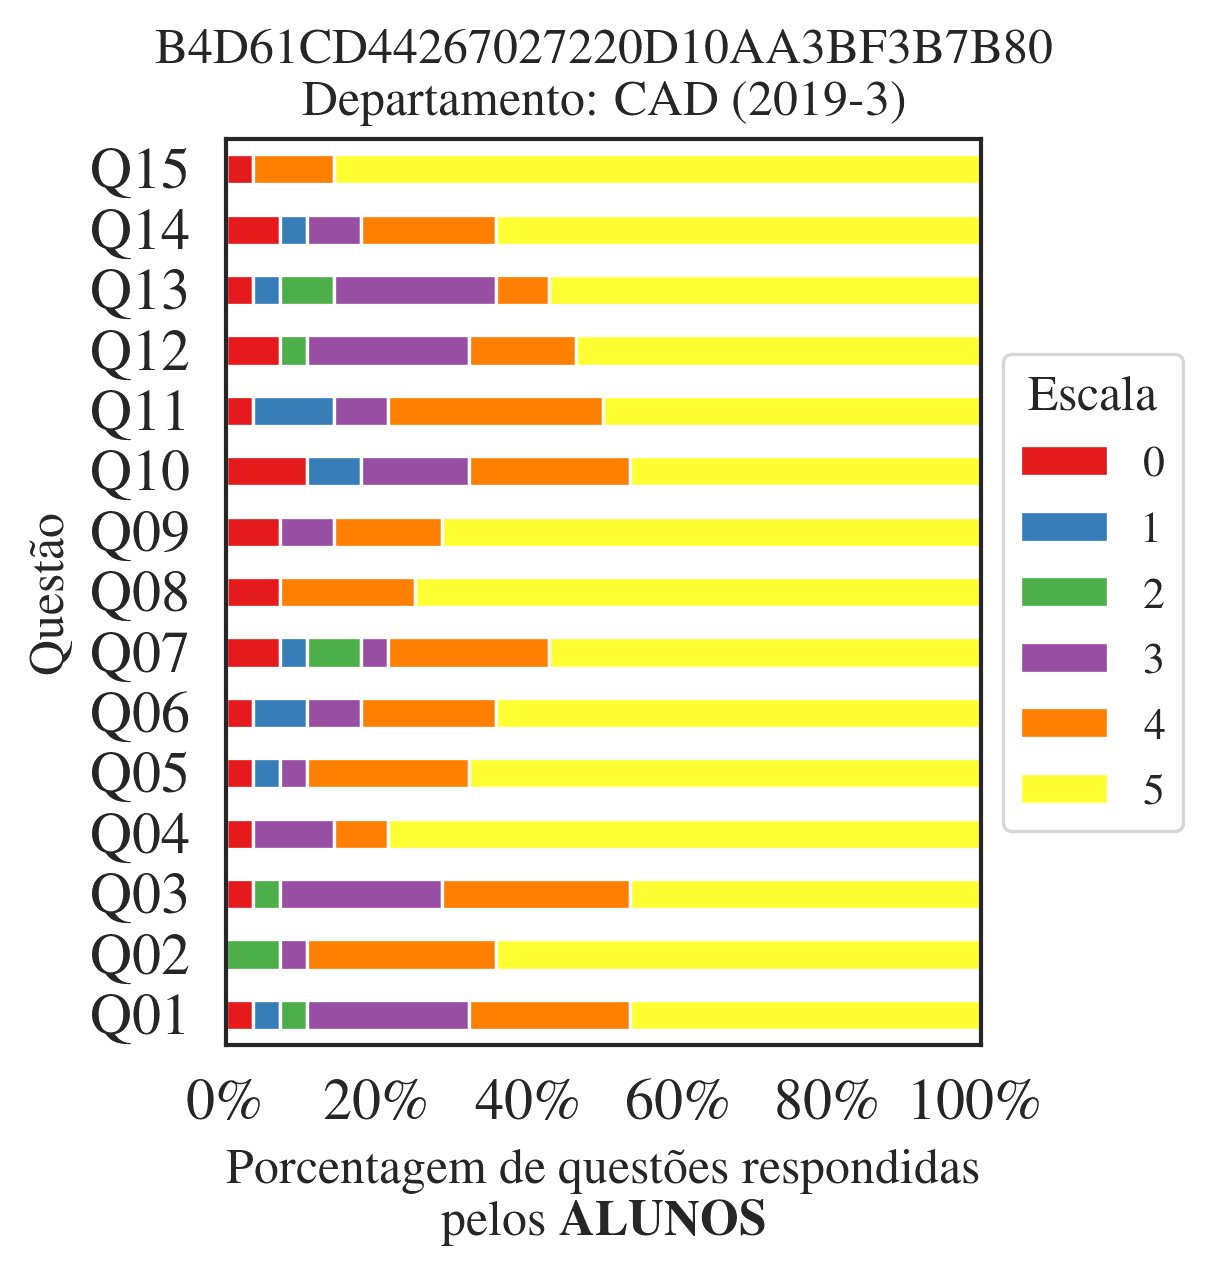 B4D61CD44267027220D10AA3BF3B7B80
Departamento: CAD (2019-3)
Questão
Q15
Q14
Q13
Q12
Q11
Q10
Q09
Q08
Q07
Q06
Q05
Q04
Q03
Q02
Q01
0% 20% 40% 60% 80% 100%
Porcentagem de questões respondidas
pelos ALUNOS
Escala
0
1
2
3
4
5